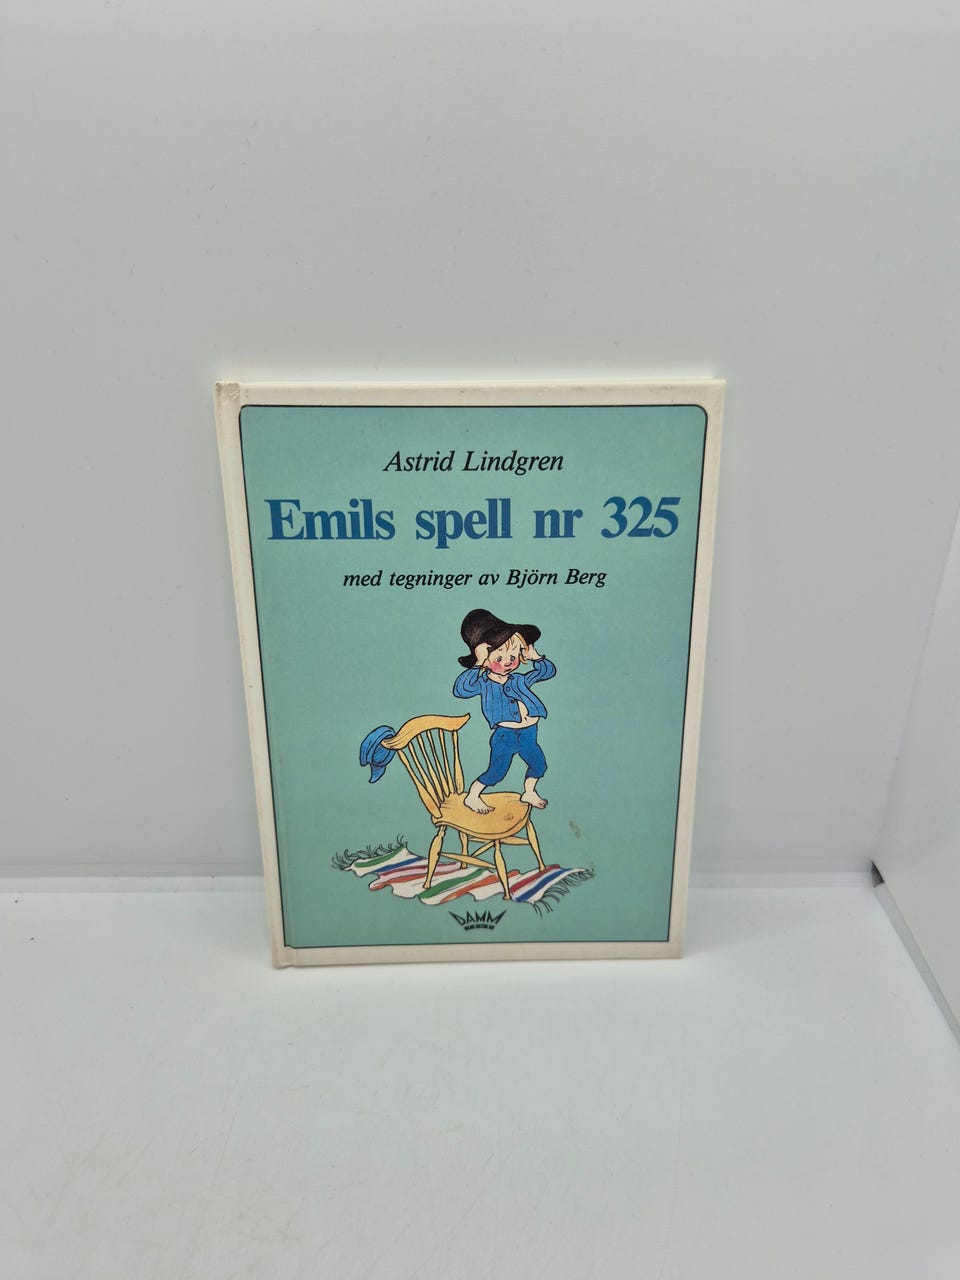 Astrid Lindgren
Emils spell nr 325
med tegninger av Björn Berg
DAMM